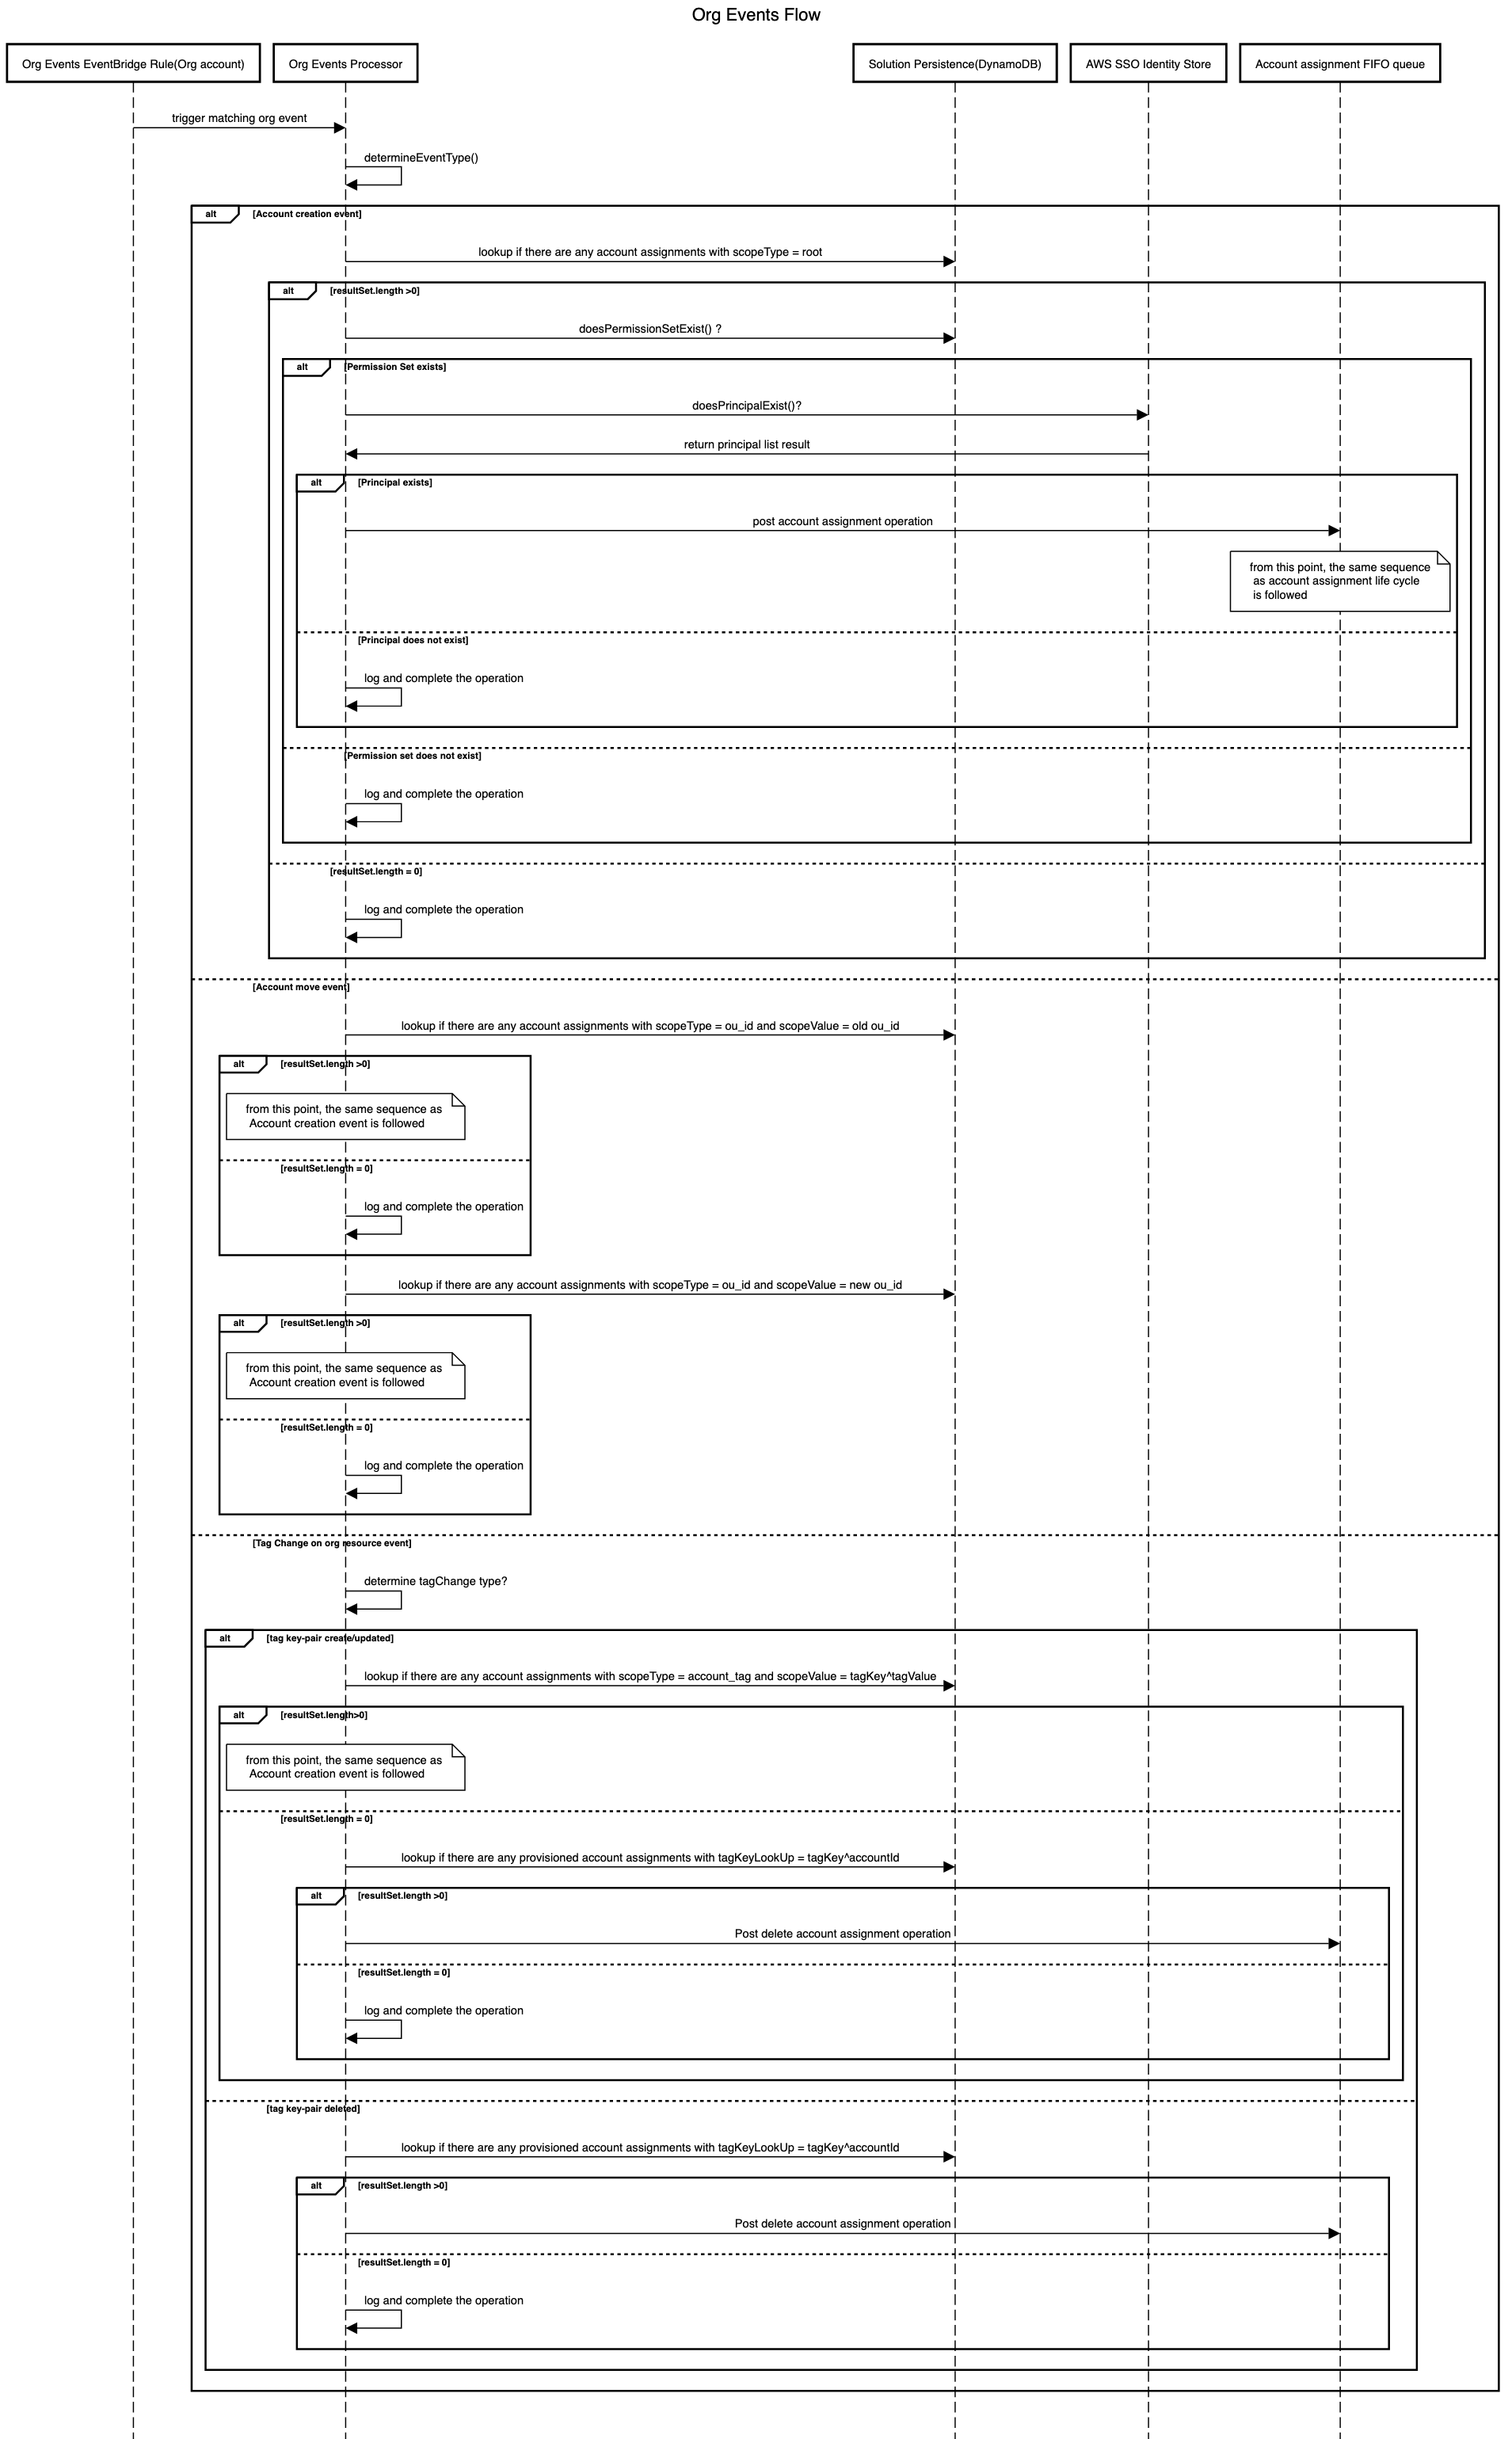 Org Events Flow
Org Events EventBridge Rule(Org account)
Org Events Processor
Solution Persistence(DynamoDB)
AWS SSO Identity Store
Account assignment FIFO queue
trigger matching org event
determineEventType()
alt
[Account creation event]
lookup if there are any account assignments with scopeType = root
alt
[resultSet.length >0]
doesPermissionSetExist() ?
alt
[Permission Set exists]
doesPrincipalExist()?
return principal list result
alt
[Principal exists]
post account assignment operation
from this point, the same sequence
as account assignment life cycle
is followed
[Principal does not exist]
log and complete the operation
[Permission set does not exist]
log and complete the operation
[resultSet.length = 0]
log and complete the operation
[Account move event]
lookup if there are any account assignments with scopeType = ou_id and scopeValue = old ou_id
alt
[resultSet.length >0]
from this point, the same sequence as
Account creation event is followed
[resultSet.length = 0]
log and complete the operation
lookup if there are any account assignments with scopeType = ou_id and scopeValue = new ou_id
alt
[resultSet.length >0]
from this point, the same sequence as
Account creation event is followed
[resultSet.length = 0]
log and complete the operation
[Tag Change on org resource event]
determine tagChange type?
alt
[tag key-pair create/updated]
lookup if there are any account assignments with scopeType = account_tag and scopeValue = tagKey^tagValue
alt
[resultSet.length>0]
from this point, the same sequence as
Account creation event is followed
[resultSet.length = 0]
lookup if there are any provisioned account assignments with tagKeyLookUp = tagKey^accountId
alt
[resultSet.length >0]
Post delete account assignment operation
[resultSet.length = 0]
log and complete the operation
[tag key-pair deleted]
lookup if there are any provisioned account assignments with tagKeyLookUp = tagKey^accountId
alt
[resultSet.length >0]
Post delete account assignment operation
[resultSet.length = 0]
log and complete the operation